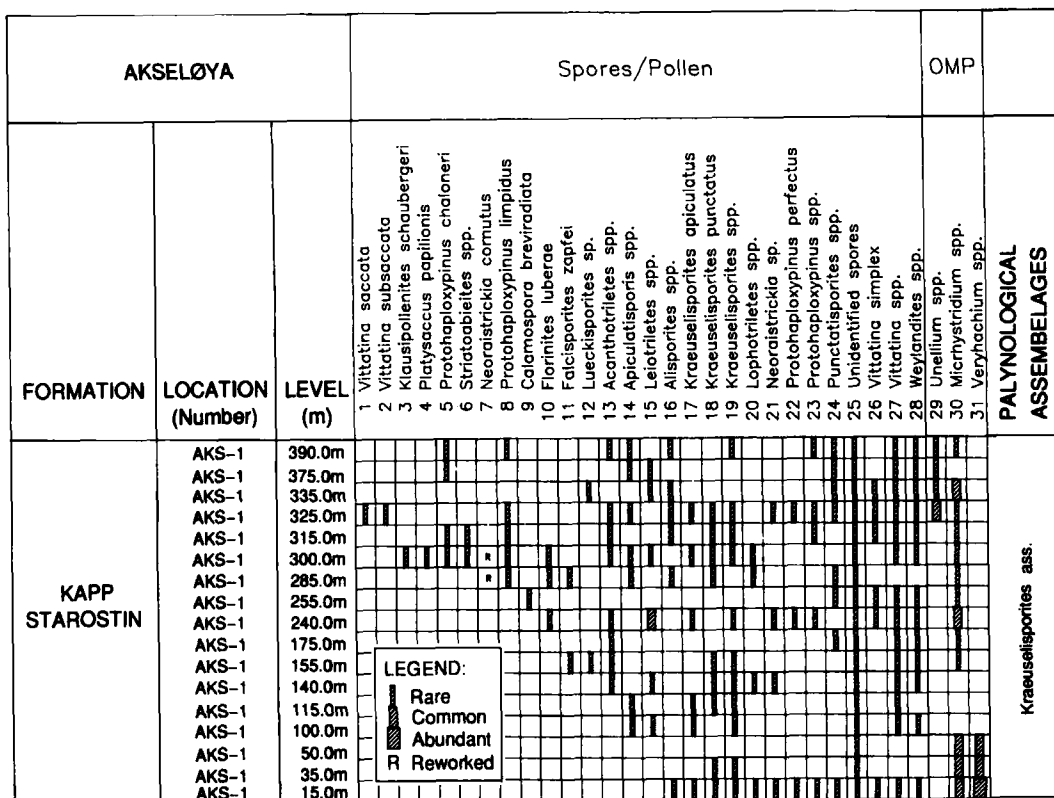 AKSELØYA
Spores/Pollen
OMP
FORMATION
LOCATION
(Number)
LEVEL
(m)
1 Vittatina saccata
2 Vittatina subsaccata
3 Klausipollenites schaubergeri
4 Platysaccus papilionis
5 Protohaploxypinus chaloneri
6 Striatoabieites spp.
7 Neoraistrickia cornutus
8 Protohaploxypinus limpidus
9 Calamospora breviradiata
10 Florinites luberae
11 Falcisporites zapfei
12 Lueckisporites sp.
13 Acanthotriletes spp.
14 Apiculatisporis spp.
15 Leiotriletes spp.
16 Alisporites spp.
17 Kraeuselisporites apiculatus
18 Kraeuselisporites punctatus
19 Kraeuselisporites spp.
20 Lophotriletes spp.
21 Neoraistrickia sp.
22 Protohaploxypinus perfectus
23 Protohaploxypinus spp.
24 Punctatisporites spp.
25 Unidentified spores
26 Vittatina simplex
27 Vittatina spp.
28 Weylandites spp.
29 Unellium spp.
30 Micrhystridium spp.
31 Veryhachium spp.
PALYNOLOGICAL
ASSEMBELAGES
KAPP
STAROSTIN
AKS-1 390.0m
AKS-1 375.0m
AKS-1 335.0m
AKS-1 325.0m
AKS-1 315.0m
AKS-1 300.0m R
AKS-1 285.0m R
AKS-1 255.0m
AKS-1 240.0m
AKS-1 175.0m
AKS-1 155.0m
AKS-1 140.0m
AKS-1 115.0m
AKS-1 100.0m
AKS-1 50.0m
AKS-1 35.0m
AKS-1 15.0m
LEGEND:
Rare
Common
Abundant
R Reworked
Kraeuselisporites ass.